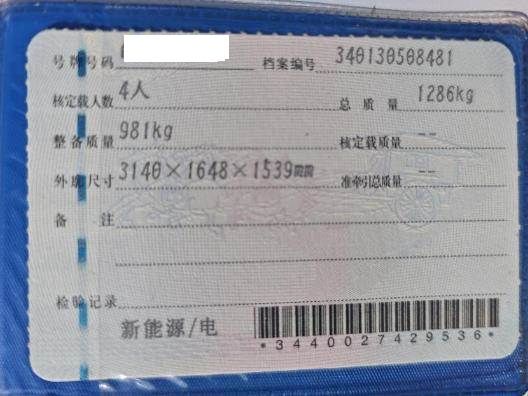 号牌号码 档案编号 340130508481
核定载人数 4人 总质量 1286kg
整备质量 981kg 核定载质量 --
外廓尺寸 3140×1648×1539mm 准牵引总质量 --
备注
检验记录
新能源/电
*3440027429536*